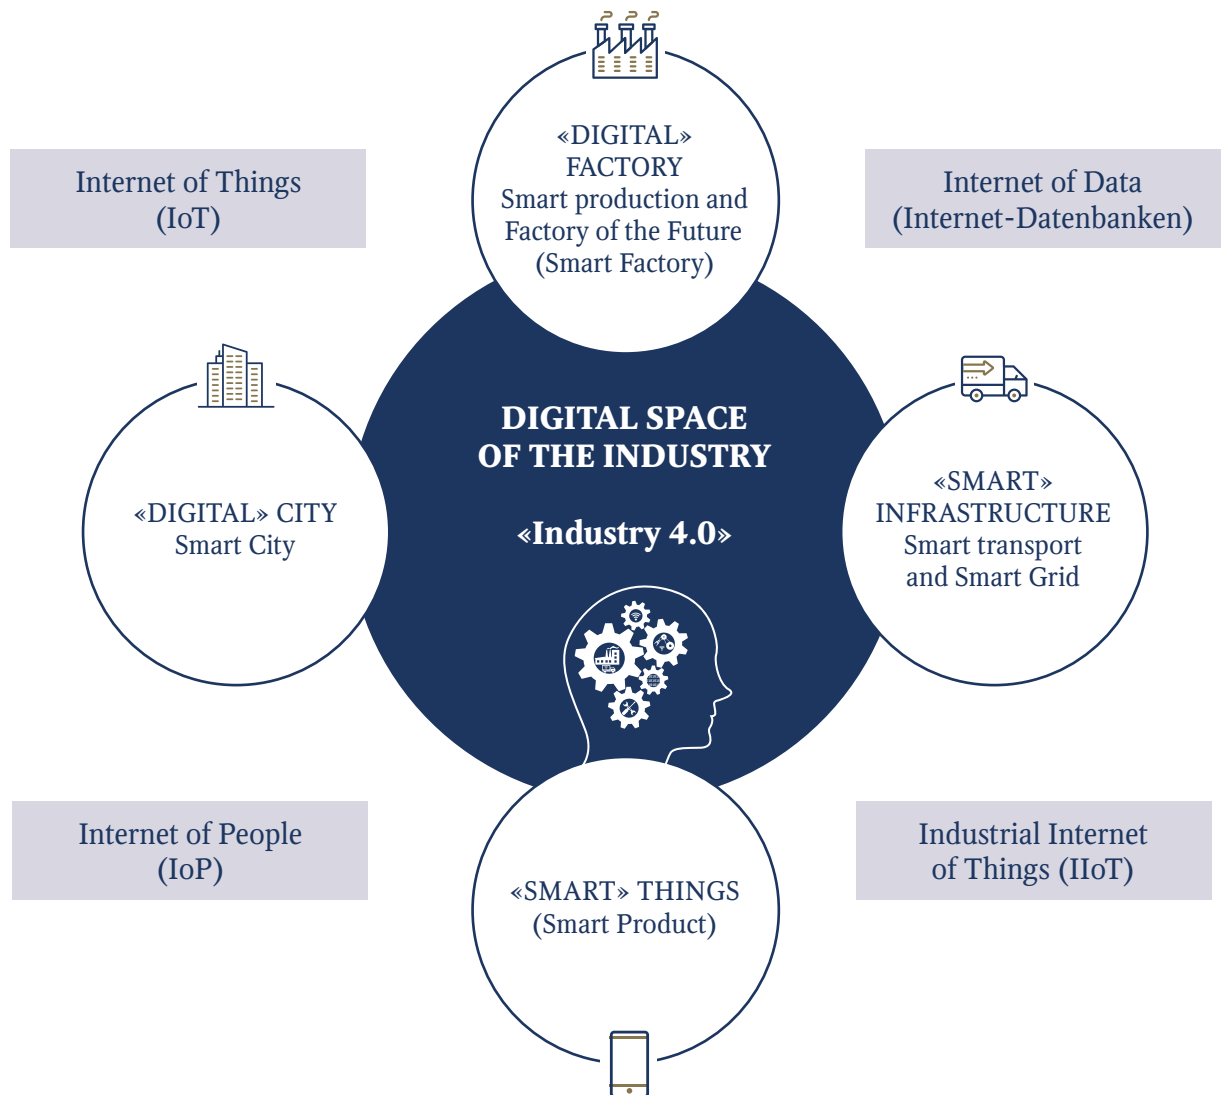 «DIGITAL»
FACTORY
Smart production and
Factory of the Future
(Smart Factory)
Internet of Things
(IoT)
Internet of Data
(Internet-Datenbanken)
DIGITAL SPACE
OF THE INDUSTRY
«Industry 4.0»
«DIGITAL» CITY
Smart City
«SMART»
INFRASTRUCTURE
Smart transport
and Smart Grid
Internet of People
(IoP)
Industrial Internet
of Things (IIoT)
«SMART» THINGS
(Smart Product)